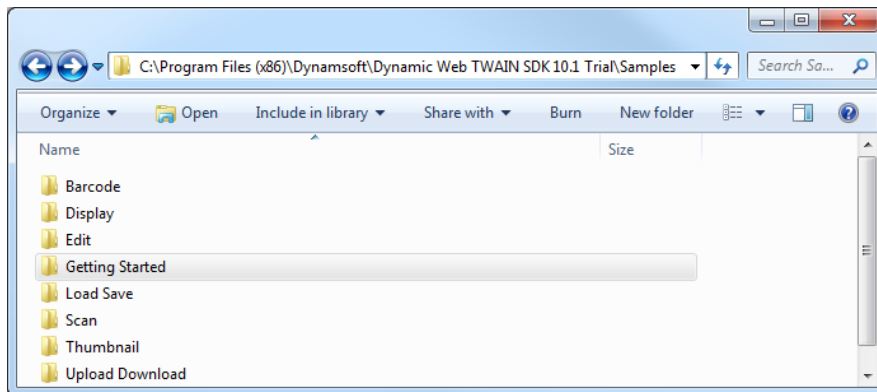 C:\Program Files (x86)\Dynamsoft\Dynamic Web TWAIN SDK 10.1 Trial\Samples Search Sa...
Organize Open Include in library Share with Burn New folder
Name Size
Barcode
Display
Edit
Getting Started
Load Save
Scan
Thumbnail
Upload Download